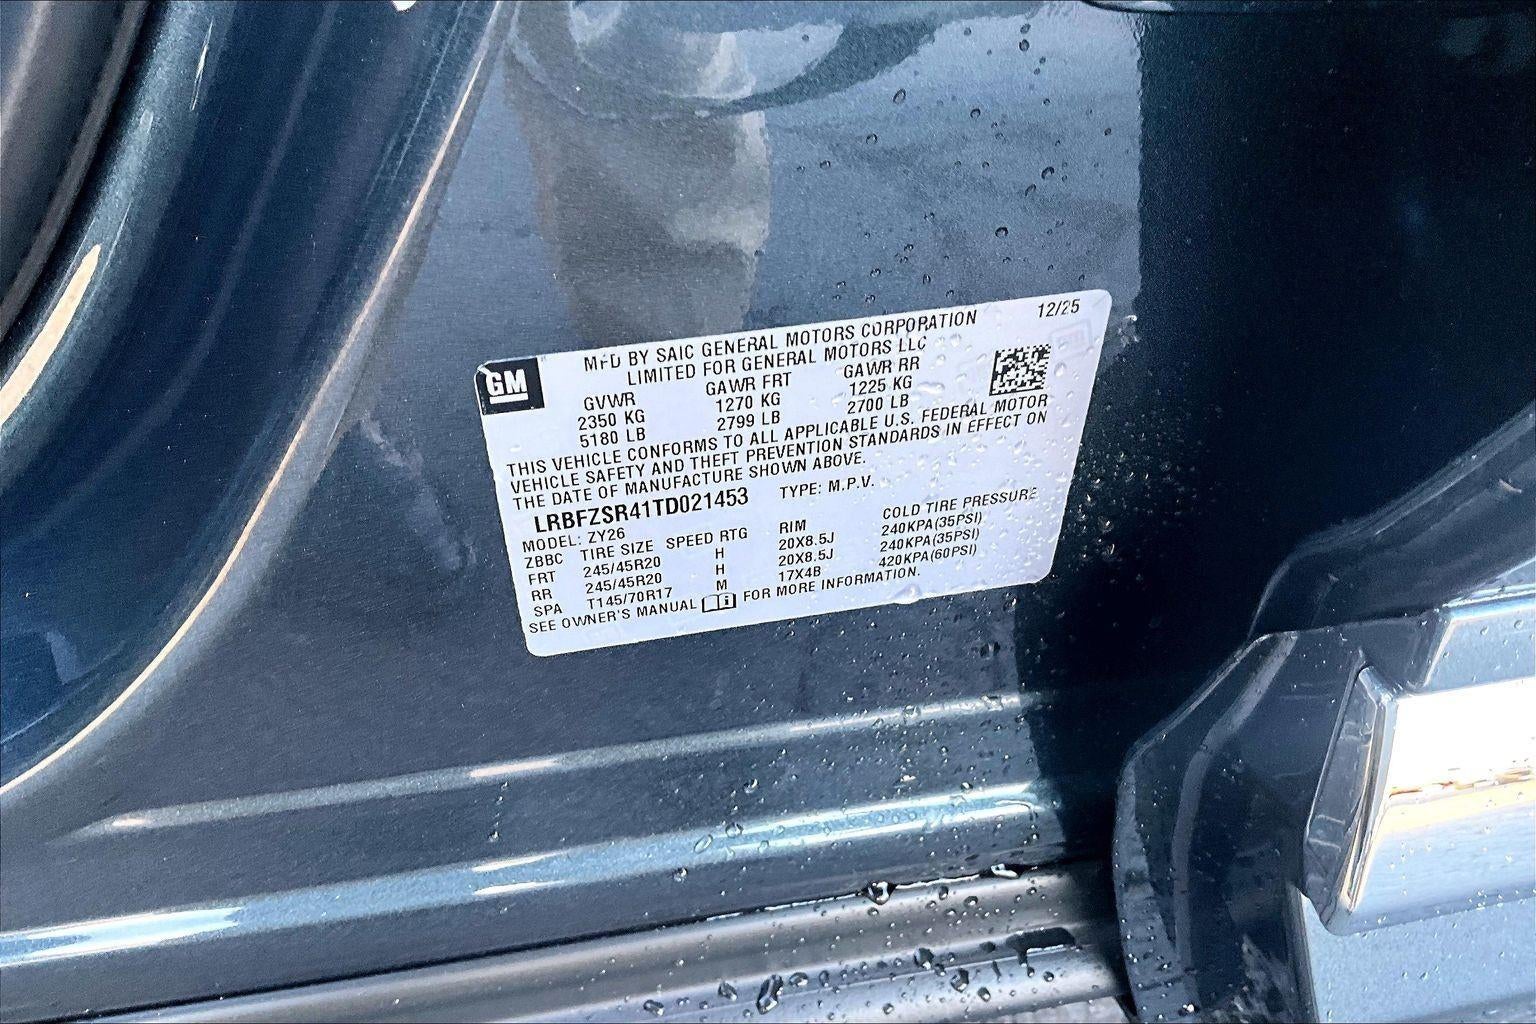 12/25
GM
MFD BY SAIC GENERAL MOTORS CORPORATION
LIMITED FOR GENERAL MOTORS LLC
GVWR GAWR FRT GAWR RR
2350 KG 1270 KG 1225 KG
5180 LB 2799 LB 2700 LB
THIS VEHICLE CONFORMS TO ALL APPLICABLE U.S. FEDERAL MOTOR
VEHICLE SAFETY AND THEFT PREVENTION STANDARDS IN EFFECT ON
THE DATE OF MANUFACTURE SHOWN ABOVE.
LRBFZSR41TD021453 TYPE: M.P.V.
MODEL: ZY26
ZBBC TIRE SIZE SPEED RTG RIM COLD TIRE PRESSURE
FRT 245/45R20 H 20X8.5J 240KPA(35PSI)
RR 245/45R20 H 20X8.5J 240KPA(35PSI)
SPA T145/70R17 M 17X4B 420KPA(60PSI)
SEE OWNER'S MANUAL FOR MORE INFORMATION.